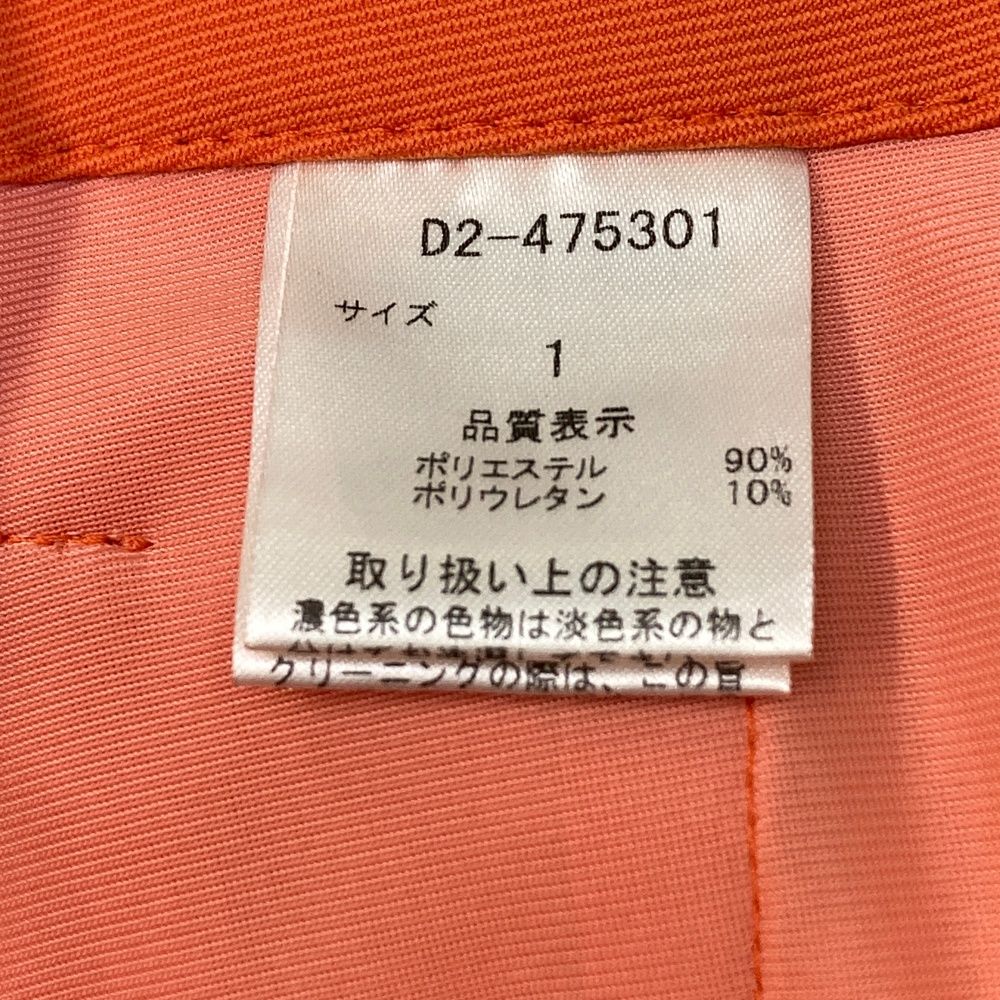 D2-475301
サイズ
1
品質表示
ポリエステル 90%
ポリウレタン 10%
取り扱い上の注意
濃色系の色物は淡色系の物と
クリーニングの際は、この旨